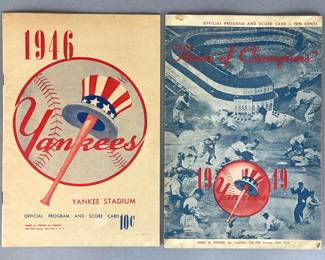 1946
Yankees
YANKEE STADIUM
OFFICIAL PROGRAM AND SCORE CARD 10¢
OFFICIAL PROGRAM AND SCORE CARD • TEN CENTS
"Home of Champions"
1949
Yankees